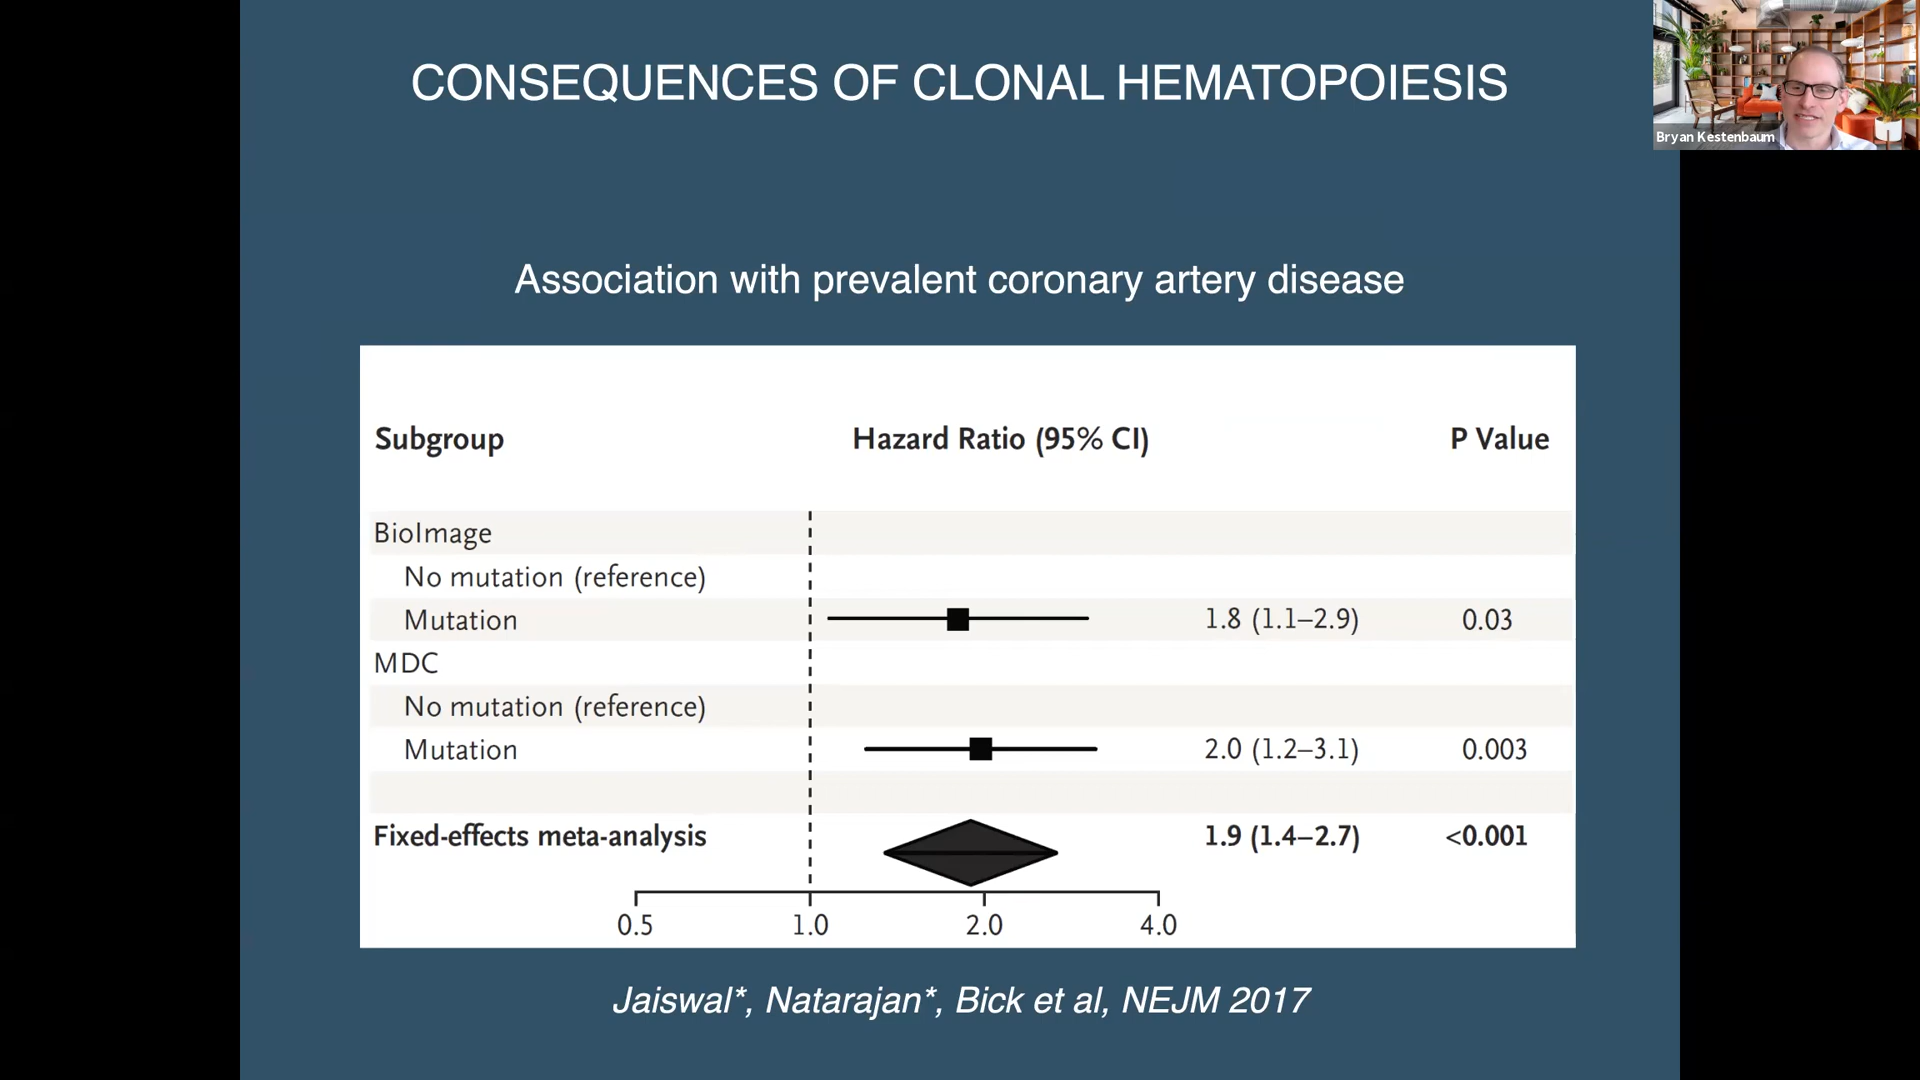 CONSEQUENCES OF CLONAL HEMATOPOIESIS
Bryan Kestenbaum
Association with prevalent coronary artery disease
Subgroup Hazard Ratio (95% CI) P Value
BioImage
No mutation (reference)
Mutation 1.8 (1.1–2.9) 0.03
MDC
No mutation (reference)
Mutation 2.0 (1.2–3.1) 0.003
Fixed-effects meta-analysis 1.9 (1.4–2.7) <0.001
0.5 1.0 2.0 4.0
Jaiswal*, Natarajan*, Bick et al, NEJM 2017